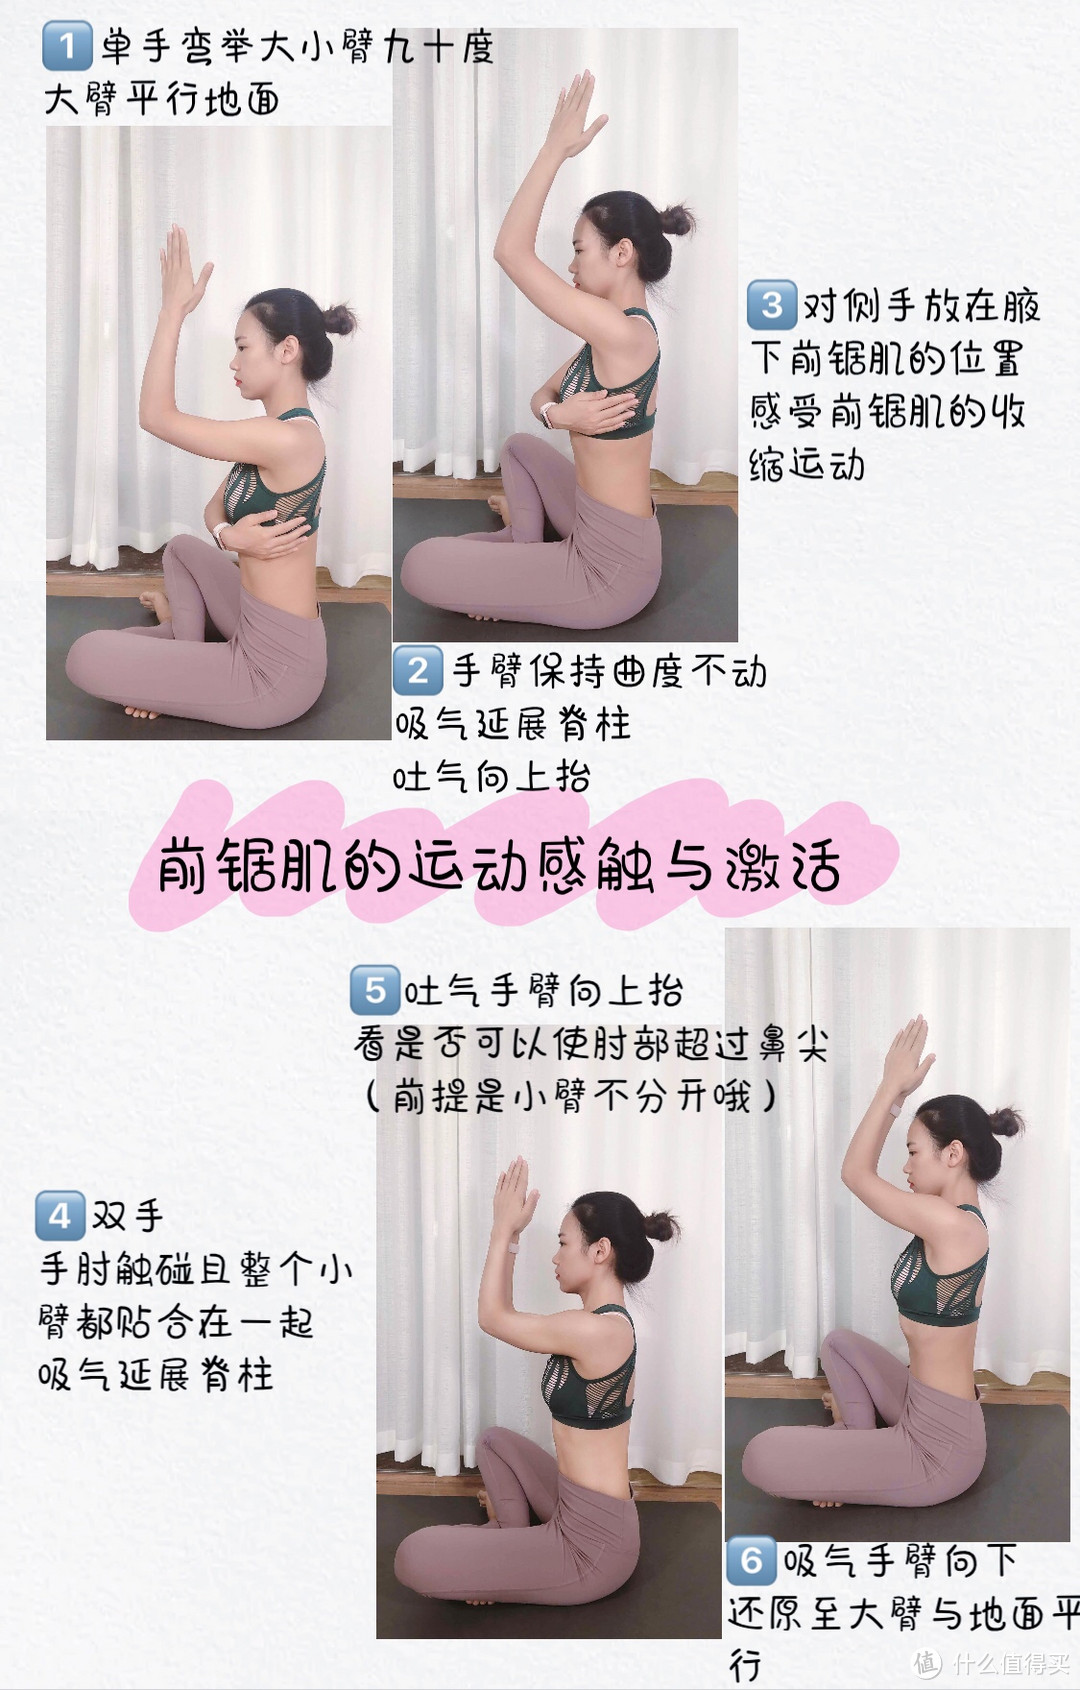 1 单手弯举大小臂九十度
大臂平行地面
2 手臂保持曲度不动
吸气延展脊柱
吐气向上抬
3 对侧手放在腋
下前锯肌的位置
感受前锯肌的收
缩运动
前锯肌的运动感触与激活
4 双手
手肘触碰且整个小
臂都贴合在一起
吸气延展脊柱
5 吐气手臂向上抬
看是否可以使肘部超过鼻尖
（前提是小臂不分开哦）
6 吸气手臂向下
还原至大臂与地面平
行
值 什么值得买